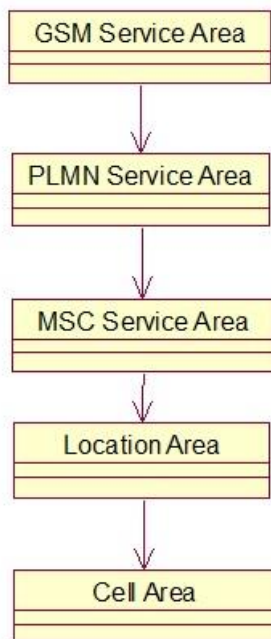 GSM Service Area
PLMN Service Area
MSC Service Area
Location Area
Cell Area